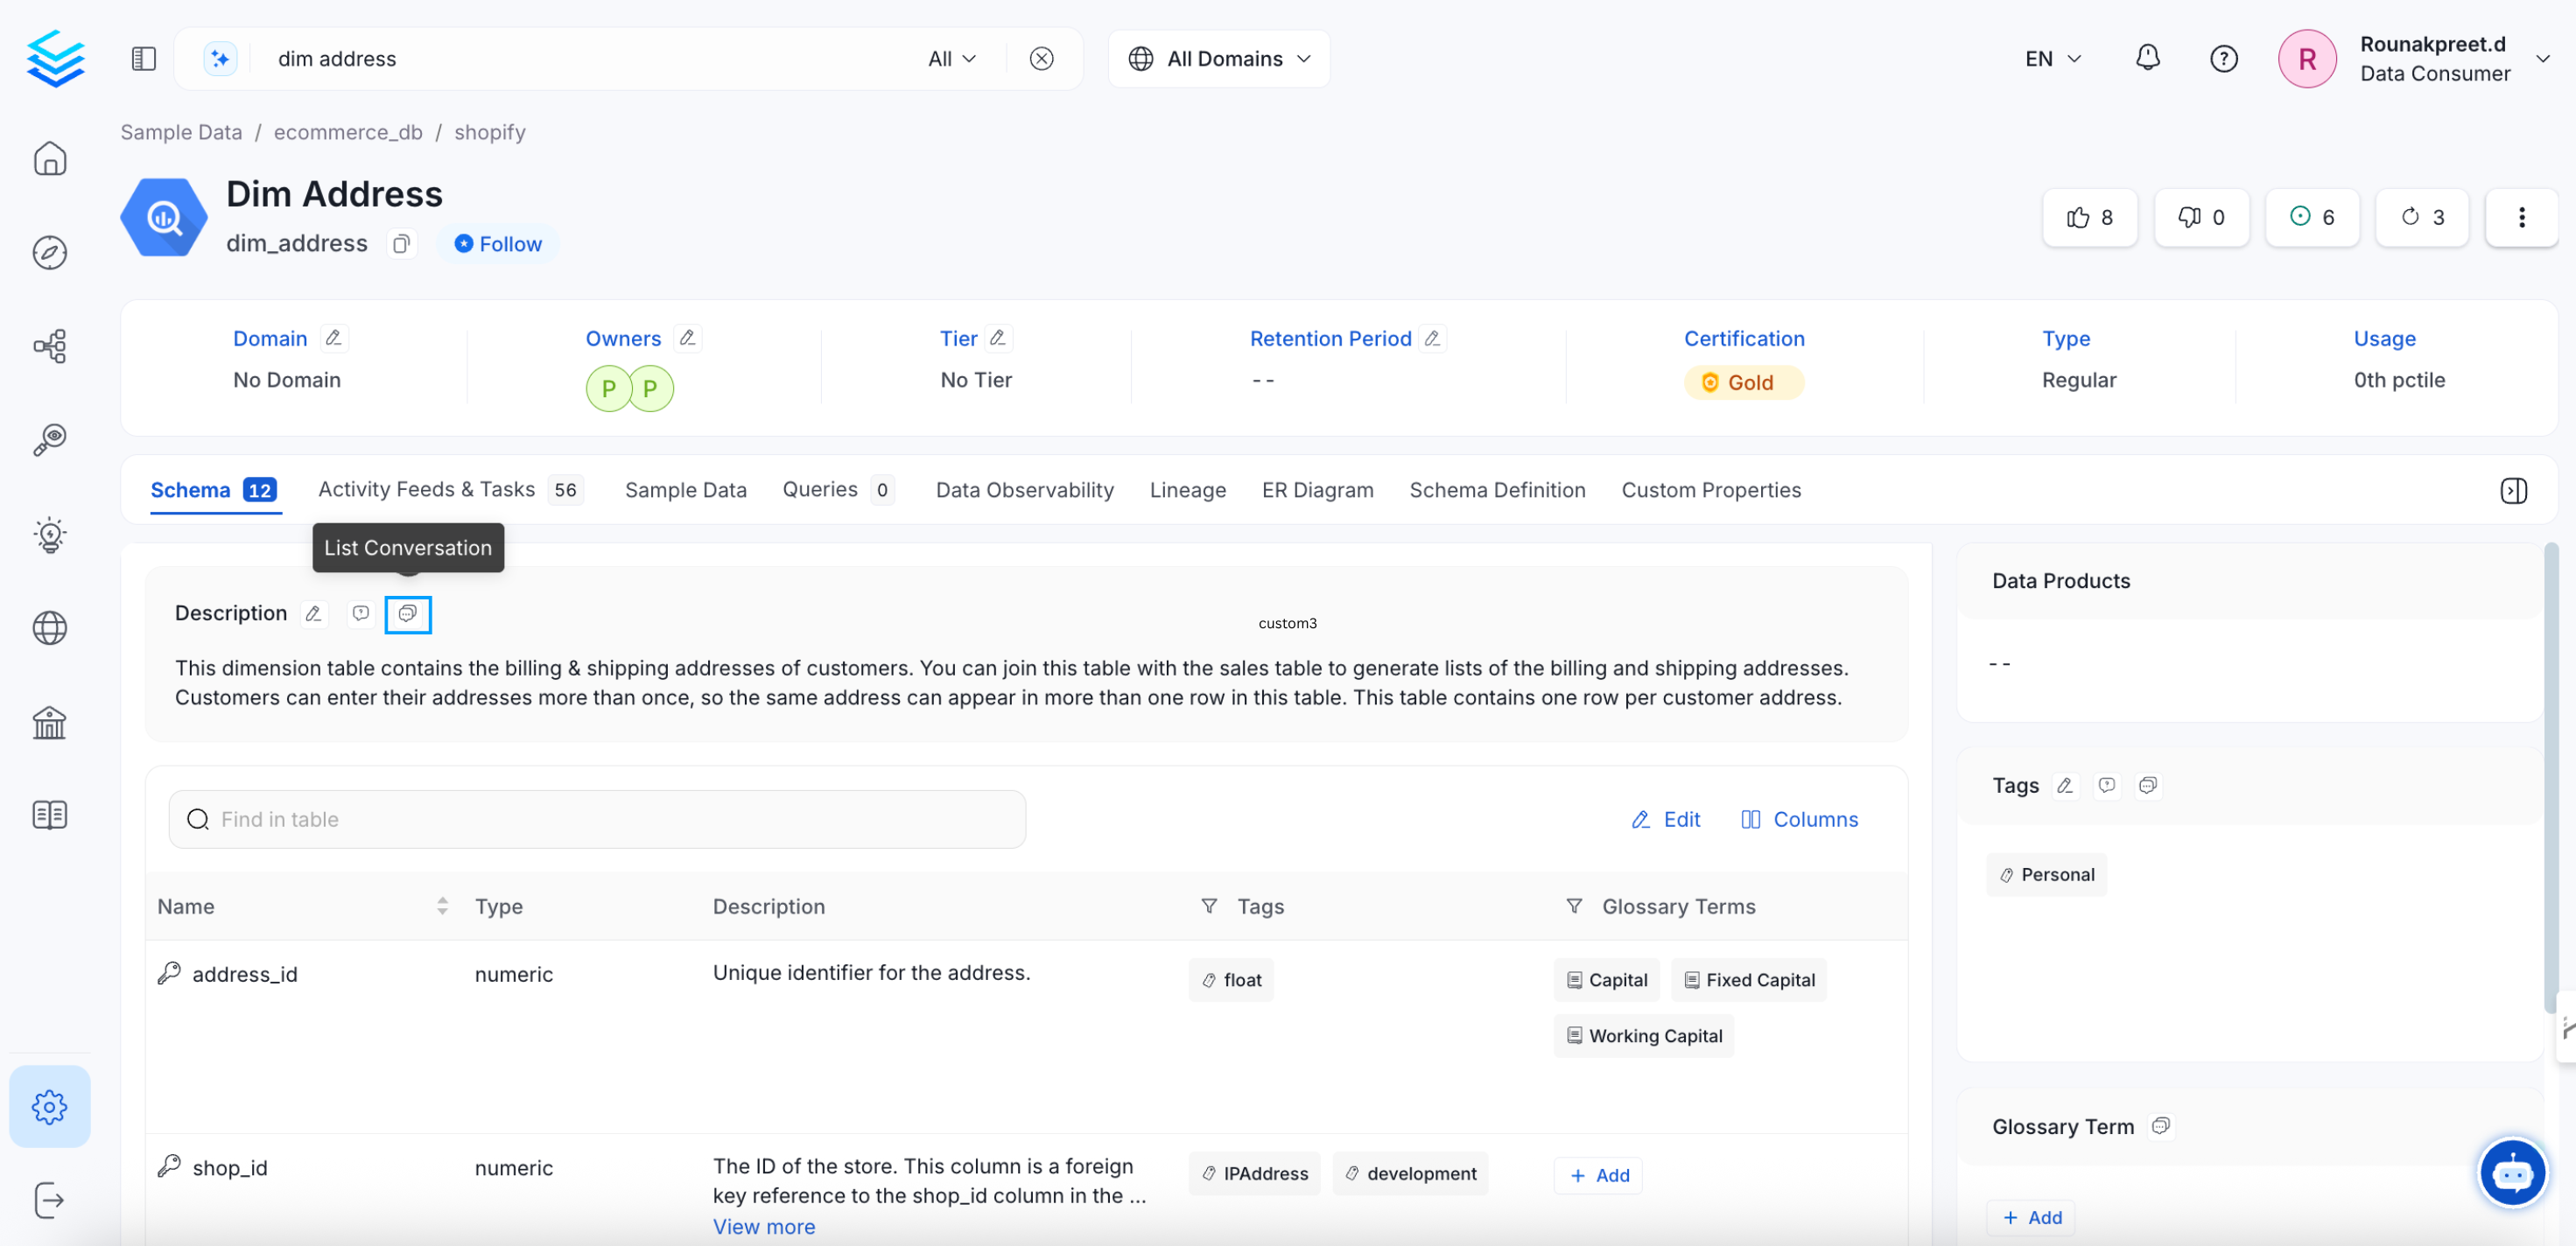 dim address
All
All Domains
EN
R
Rounakpreet.d
Data Consumer
Sample Data / ecommerce_db / shopify
Dim Address
dim_address
Follow
8
0
6
3
Domain
No Domain
Owners
P P
Tier
No Tier
Retention Period
--
Certification
Gold
Type
Regular
Usage
0th pctile
Schema 12
Activity Feeds & Tasks 56
Sample Data
Queries 0
Data Observability
Lineage
ER Diagram
Schema Definition
Custom Properties
List Conversation
Description
custom3
This dimension table contains the billing & shipping addresses of customers. You can join this table with the sales table to generate lists of the billing and shipping addresses.
Customers can enter their addresses more than once, so the same address can appear in more than one row in this table. This table contains one row per customer address.
Find in table
Edit
Columns
Name
Type
Description
Tags
Glossary Terms
address_id
numeric
Unique identifier for the address.
float
Capital
Fixed Capital
Working Capital
shop_id
numeric
The ID of the store. This column is a foreign
key reference to the shop_id column in the ...
View more
IPAddress
development
+ Add
Data Products
--
Tags
Personal
Glossary Term
+ Add